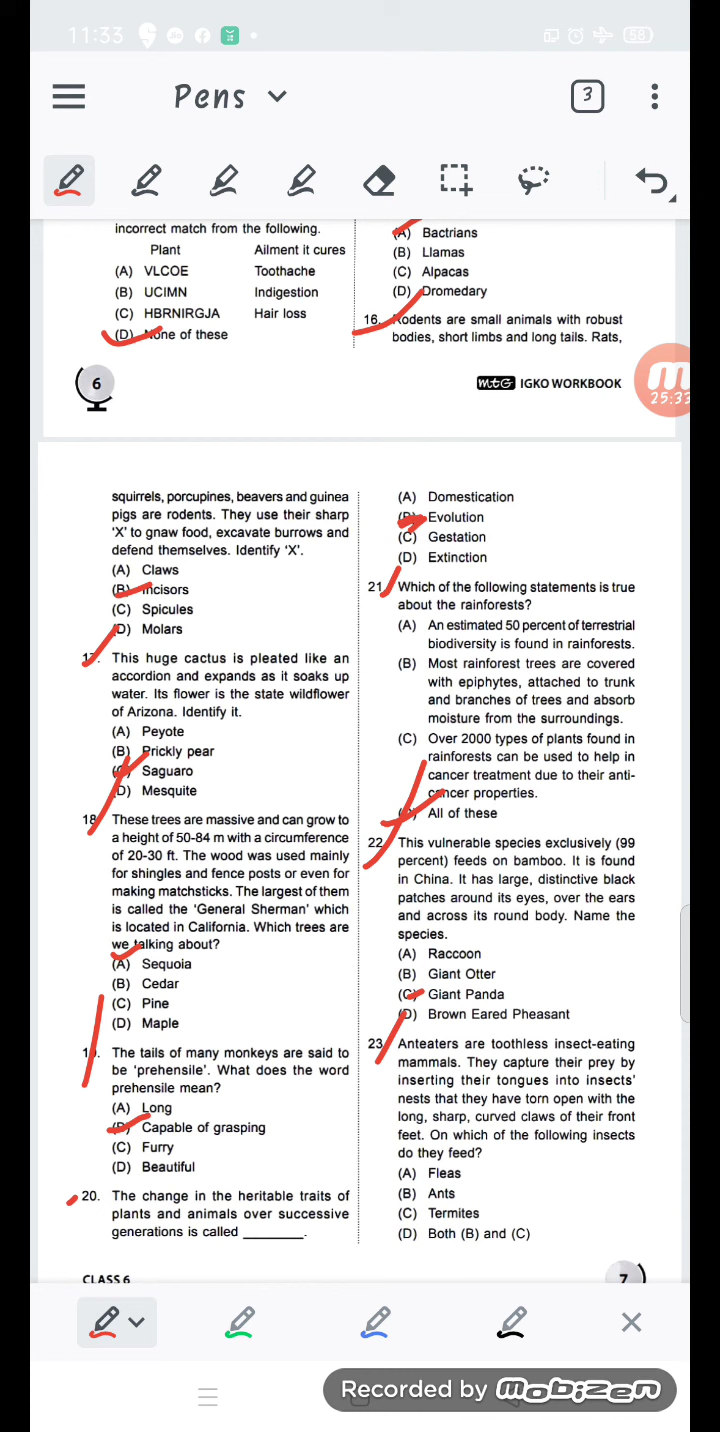 11:33
58
Pens
3
incorrect match from the following.
Plant Ailment it cures
(A) VLCOE Toothache
(B) UCIMN Indigestion
(C) HBRNIRGJA Hair loss
(D) None of these
6
(A) Bactrians
(B) Llamas
(C) Alpacas
(D) Dromedary
16. Rodents are small animals with robust
bodies, short limbs and long tails. Rats,
mtG IGKO WORKBOOK
25:33
squirrels, porcupines, beavers and guinea
pigs are rodents. They use their sharp
'X' to gnaw food, excavate burrows and
defend themselves. Identify 'X'.
(A) Claws
(B) Incisors
(C) Spicules
(D) Molars
17. This huge cactus is pleated like an
accordion and expands as it soaks up
water. Its flower is the state wildflower
of Arizona. Identify it.
(A) Peyote
(B) Prickly pear
(C) Saguaro
(D) Mesquite
18. These trees are massive and can grow to
a height of 50-84 m with a circumference
of 20-30 ft. The wood was used mainly
for shingles and fence posts or even for
making matchsticks. The largest of them
is called the 'General Sherman' which
is located in California. Which trees are
we talking about?
(A) Sequoia
(B) Cedar
(C) Pine
(D) Maple
19. The tails of many monkeys are said to
be 'prehensile'. What does the word
prehensile mean?
(A) Long
(B) Capable of grasping
(C) Furry
(D) Beautiful
20. The change in the heritable traits of
plants and animals over successive
generations is called ________.
(A) Domestication
(B) Evolution
(C) Gestation
(D) Extinction
21. Which of the following statements is true
about the rainforests?
(A) An estimated 50 percent of terrestrial
biodiversity is found in rainforests.
(B) Most rainforest trees are covered
with epiphytes, attached to trunk
and branches of trees and absorb
moisture from the surroundings.
(C) Over 2000 types of plants found in
rainforests can be used to help in
cancer treatment due to their anti-
cancer properties.
(D) All of these
22. This vulnerable species exclusively (99
percent) feeds on bamboo. It is found
in China. It has large, distinctive black
patches around its eyes, over the ears
and across its round body. Name the
species.
(A) Raccoon
(B) Giant Otter
(C) Giant Panda
(D) Brown Eared Pheasant
23. Anteaters are toothless insect-eating
mammals. They capture their prey by
inserting their tongues into insects'
nests that they have torn open with the
long, sharp, curved claws of their front
feet. On which of the following insects
do they feed?
(A) Fleas
(B) Ants
(C) Termites
(D) Both (B) and (C)
CLASS 6
7
Recorded by Mobizen